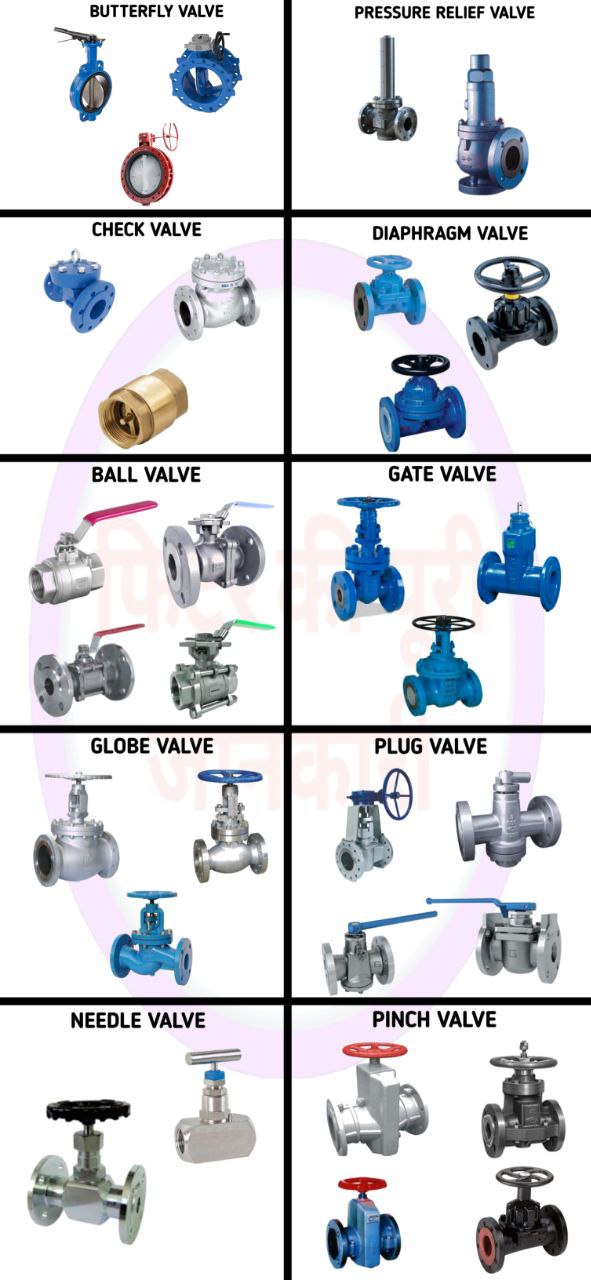 BUTTERFLY VALVE
PRESSURE RELIEF VALVE
CHECK VALVE
DIAPHRAGM VALVE
BALL VALVE
GATE VALVE
फिटर की पूरी
जानकारी
GLOBE VALVE
PLUG VALVE
NEEDLE VALVE
PINCH VALVE